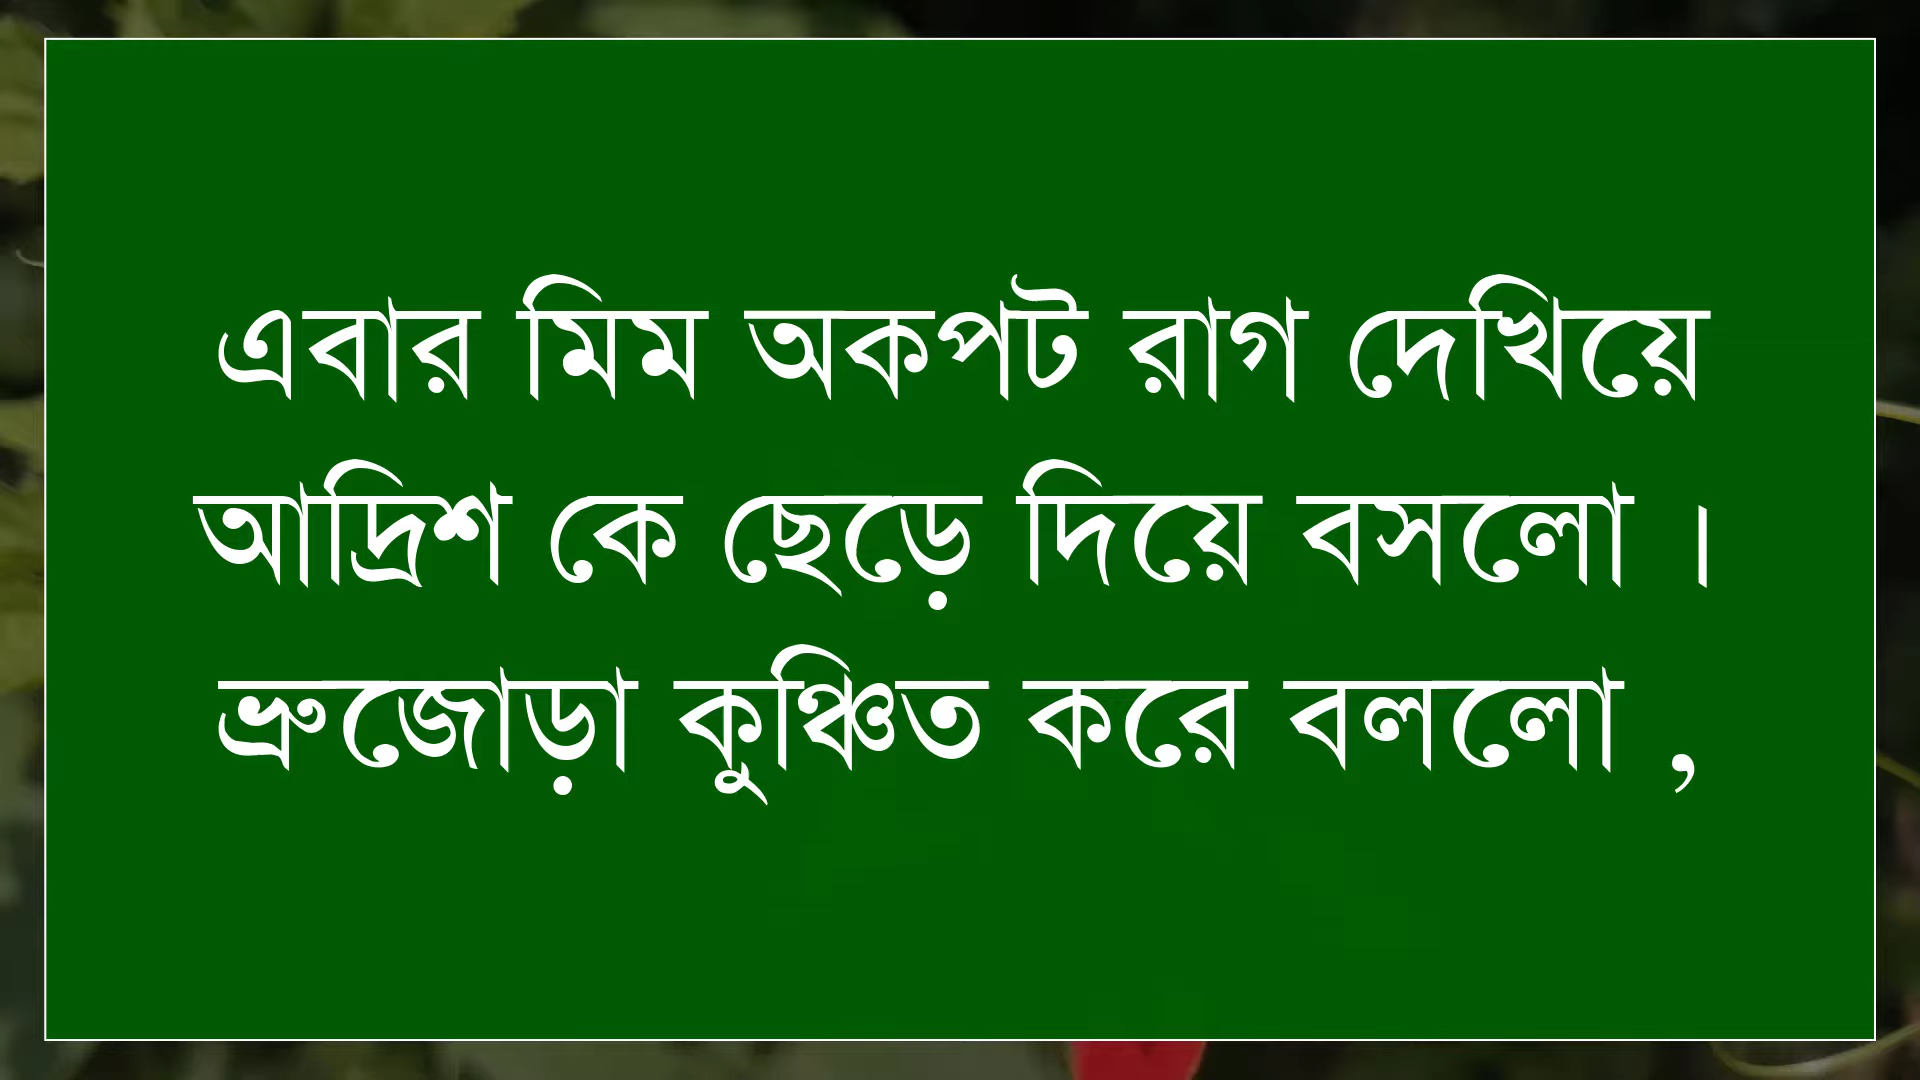 এবার মিম অকপট রাগ দেখিয়ে
আদ্রিশ কে ছেড়ে দিয়ে বসলো ।
ভ্রুজোড়া কুঞ্চিত করে বললো ,